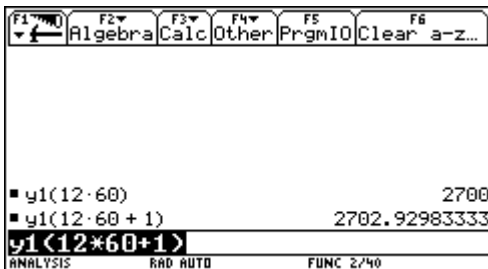 F1 F2 F3 F4 F5 F6
Algebra Calc Other PrgmIO Clear a-z…
▪ y1(12·60) 2700
▪ y1(12·60 + 1) 2702.92983333
y1(12*60+1)
ANALYSIS RAD AUTO FUNC 2/40